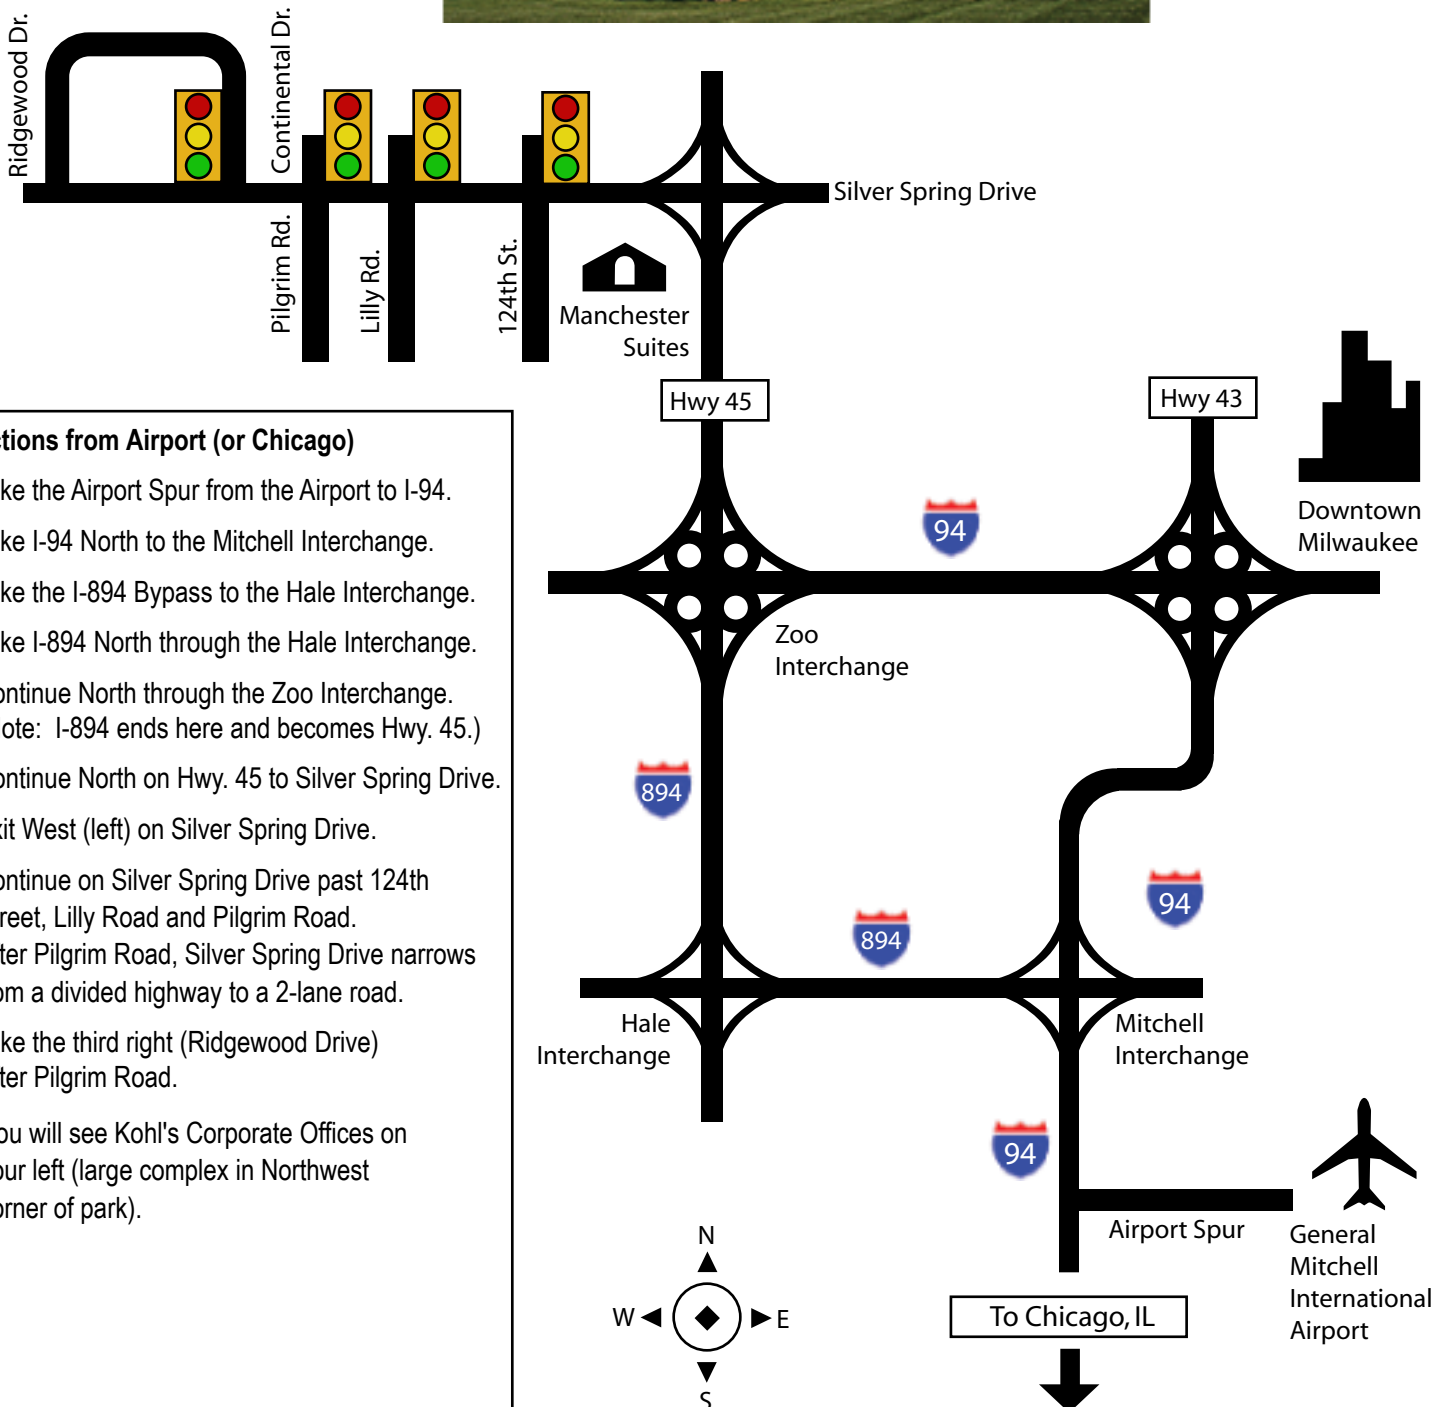 Ridgewood Dr.
Continental Dr.
Silver Spring Drive
Pilgrim Rd.
Lilly Rd.
124th St.
Manchester
Suites
Hwy 45
Hwy 43
Downtown
Milwaukee
94
Zoo
Interchange
894
94
894
Hale
Interchange
Mitchell
Interchange
94
Airport Spur
General
Mitchell
International
Airport
To Chicago, IL
N
W
E
S
ctions from Airport (or Chicago)
ke the Airport Spur from the Airport to I-94.
ke I-94 North to the Mitchell Interchange.
ke the I-894 Bypass to the Hale Interchange.
ke I-894 North through the Hale Interchange.
ontinue North through the Zoo Interchange.
ote: I-894 ends here and becomes Hwy. 45.)
ontinue North on Hwy. 45 to Silver Spring Drive.
xit West (left) on Silver Spring Drive.
ontinue on Silver Spring Drive past 124th
reet, Lilly Road and Pilgrim Road.
ter Pilgrim Road, Silver Spring Drive narrows
om a divided highway to a 2-lane road.
ke the third right (Ridgewood Drive)
ter Pilgrim Road.
ou will see Kohl's Corporate Offices on
our left (large complex in Northwest
orner of park).